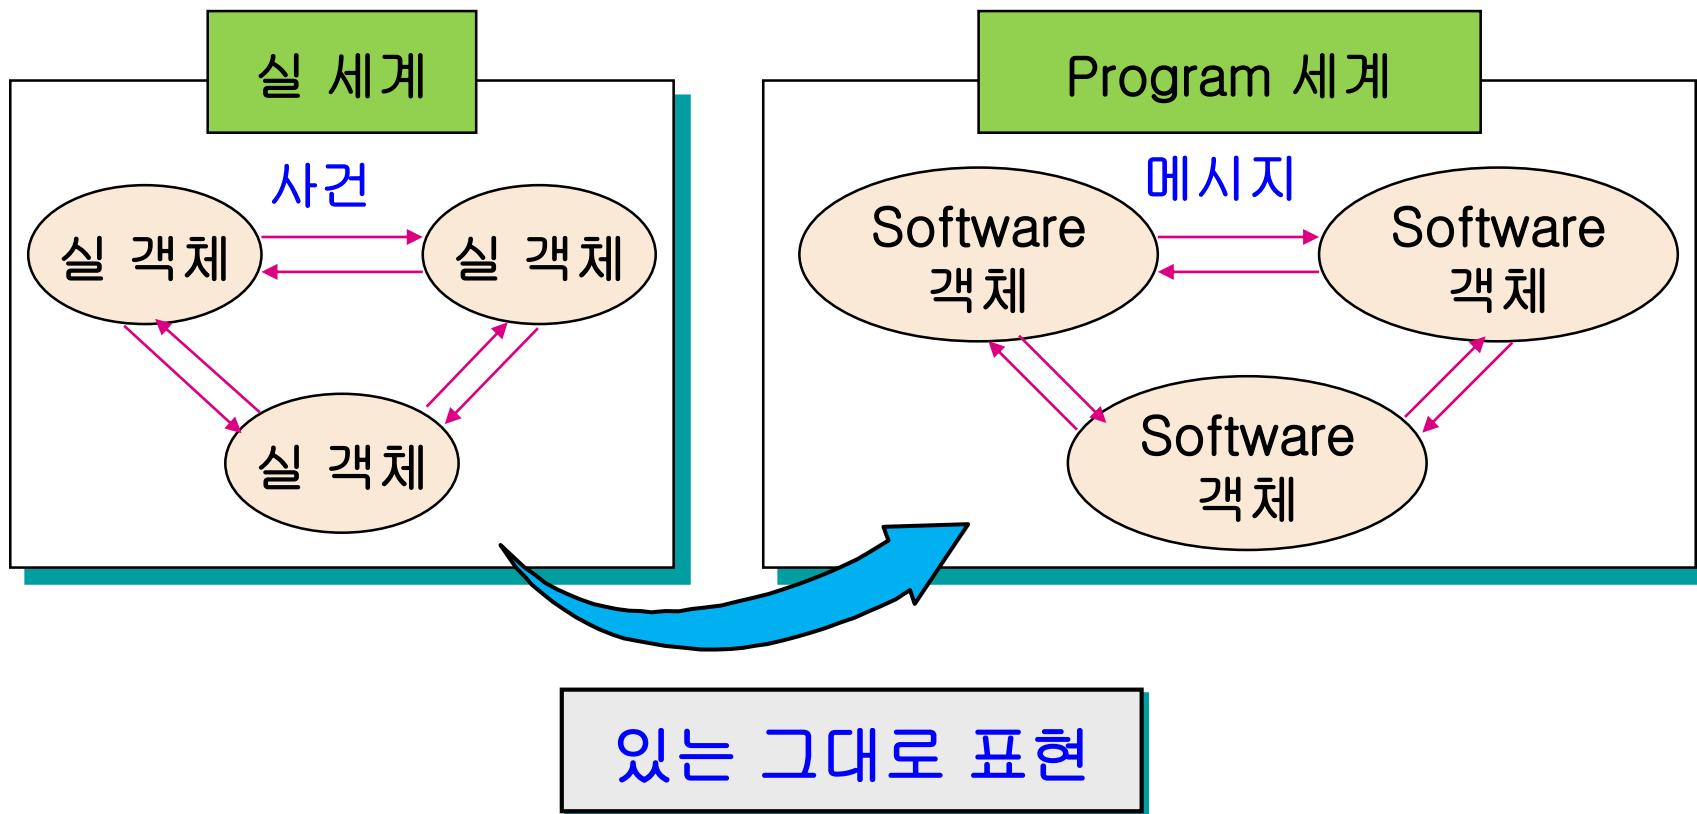 실 세계
사건
실 객체
실 객체
실 객체
Program 세계
메시지
Software
객체
Software
객체
Software
객체
있는 그대로 표현